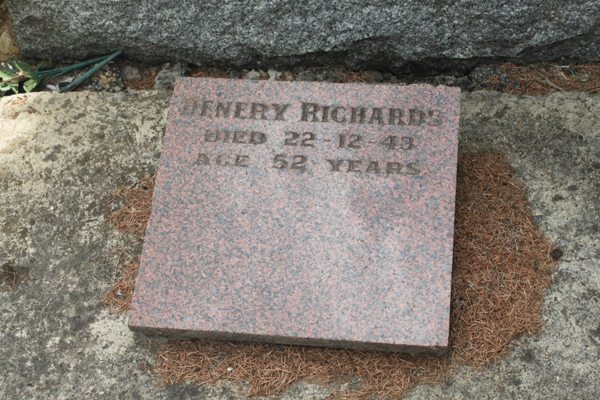 HENERY RICHARDS
DIED 22-12-43
AGE 52 YEARS